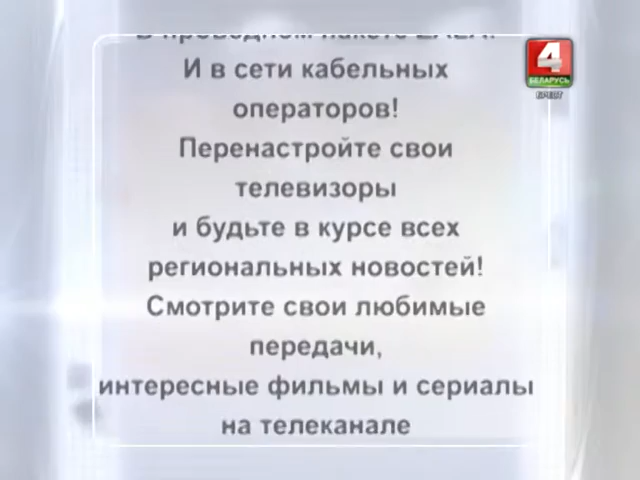 И в сети кабельных
операторов!
Перенастройте свои
телевизоры
и будьте в курсе всех
региональных новостей!
Смотрите свои любимые
передачи,
интересные фильмы и сериалы
на телеканале
4
БЕЛАРУСЬ
БРЕСТ